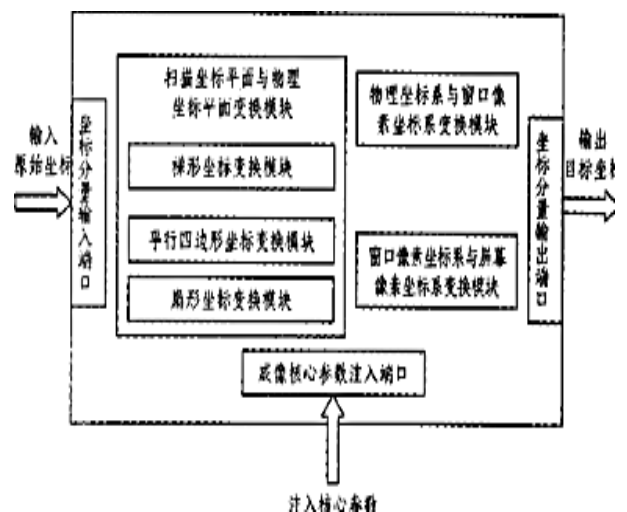 扫描坐标平面与物理
坐标平面变换模块
物理坐标系与窗口像
素坐标系变换模块
输入
原始坐标
坐标分量输入端口
梯形坐标变换模块
平行四边形坐标变换模块
扇形坐标变换模块
窗口像素坐标系与屏幕
像素坐标系变换模块
坐标分量输出端口
输出
目标坐标
成像核心参数注入端口
注入核心参数